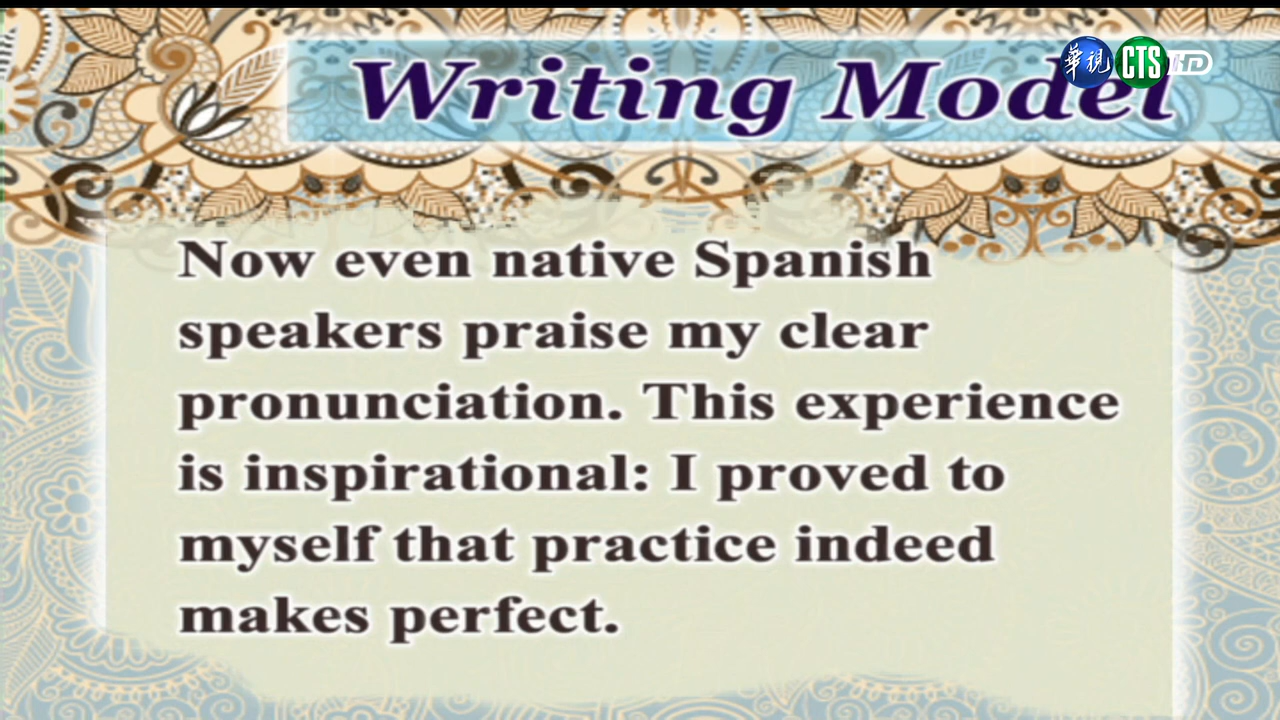 Writing Model
華視 CTS HD
Now even native Spanish
speakers praise my clear
pronunciation. This experience
is inspirational: I proved to
myself that practice indeed
makes perfect.